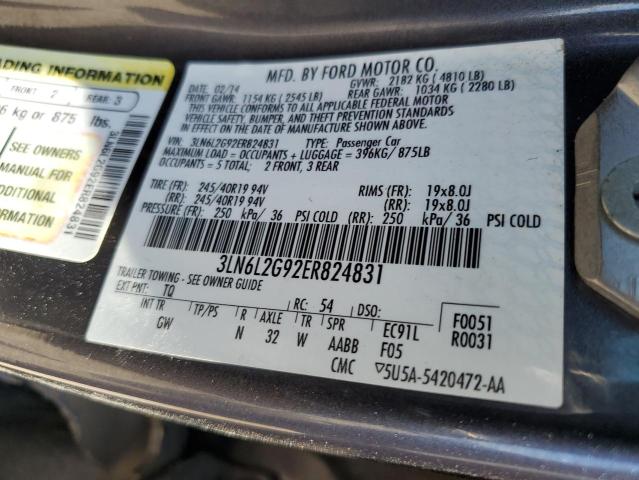 ADING INFORMATION
FRONT: 2 REAR: 3
6 kg or 875 lbs.
SEE OWNERS
MANUAL FOR
ADDITIONAL
INFORMATION
3LN6L2G92ER824831
MFD. BY FORD MOTOR CO.
DATE: 02/14 GVWR: 2182 KG ( 4810 LB)
FRONT GAWR: 1154 KG ( 2545 LB) REAR GAWR: 1034 KG ( 2280 LB)
THIS VEHICLE CONFORMS TO ALL APPLICABLE FEDERAL MOTOR
VEHICLE SAFETY, BUMPER, AND THEFT PREVENTION STANDARDS
IN EFFECT ON THE DATE OF MANUFACTURE SHOWN ABOVE.
VIN: 3LN6L2G92ER824831 TYPE: Passenger Car
MAXIMUM LOAD = OCCUPANTS + LUGGAGE = 396KG/ 875LB
OCCUPANTS = 5 TOTAL; 2 FRONT, 3 REAR
TIRE (FR): 245/40R19 94V RIMS (FR): 19x8.0J
(RR): 245/40R19 94V (RR): 19x8.0J
PRESSURE (FR): 250 kPa/ 36 PSI COLD (RR): 250 kPa/ 36 PSI COLD
3LN6L2G92ER824831
TRAILER TOWING - SEE OWNER GUIDE
EXT PNT: TQ RC: 54 DSO:
INT TR TP/PS R AXLE TR SPR EC91L F0051
GW N 32 W AABB F05 R0031
CMC ▽5U5A-5420472-AA